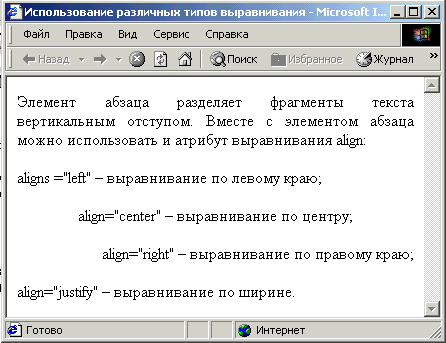 Использование различных типов выравнивания - Microsoft I...
Файл Правка Вид Сервис Справка
Назад Поиск Избранное Журнал »
Элемент абзаца разделяет фрагменты текста
вертикальным отступом. Вместе с элементом абзаца
можно использовать и атрибут выравнивания align:
aligns ="left" – выравнивание по левому краю;
align="center" – выравнивание по центру;
align="right" – выравнивание по правому краю;
align="justify" – выравнивание по ширине.
Готово Интернет